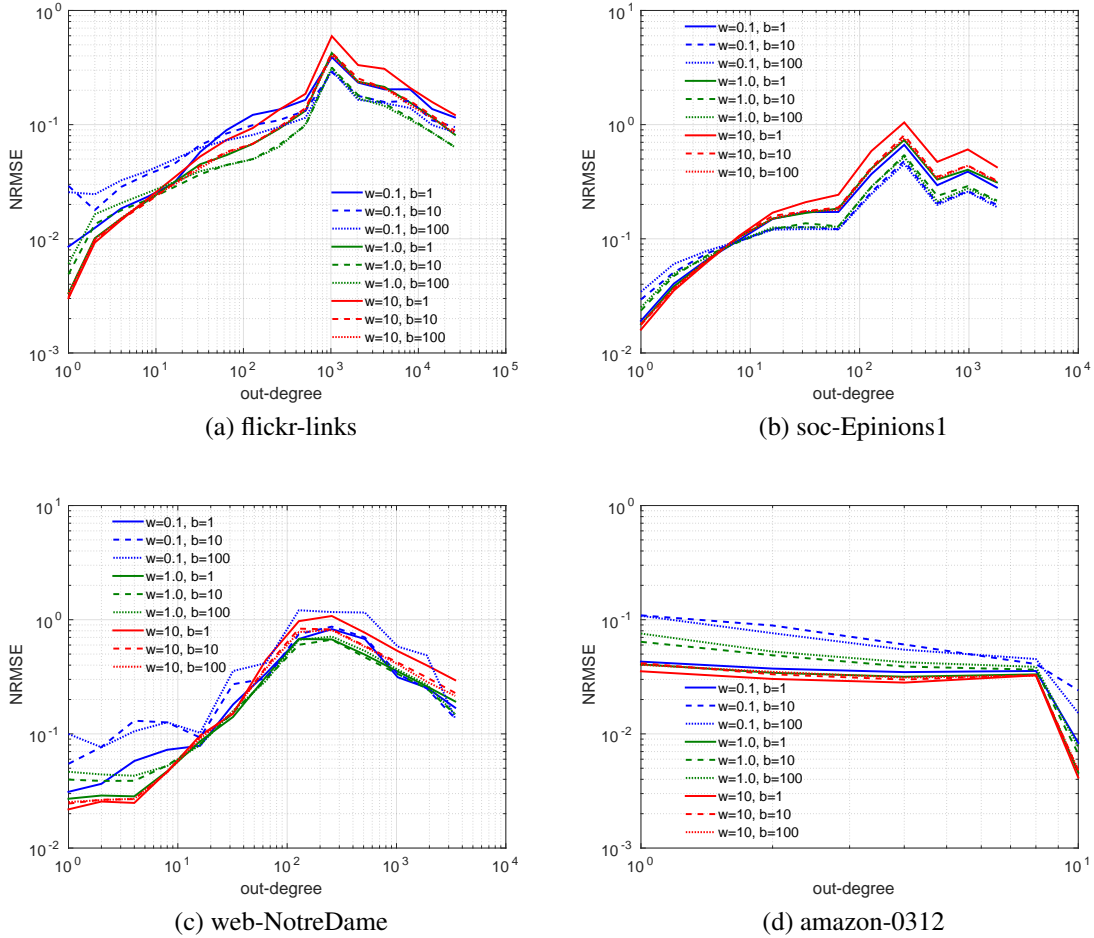 10^0
10^-1
10^-2
10^-3
NRMSE
w=0.1, b=1
w=0.1, b=10
w=0.1, b=100
w=1.0, b=1
w=1.0, b=10
w=1.0, b=100
w=10, b=1
w=10, b=10
w=10, b=100
10^0 10^1 10^2 10^3 10^4 10^5
out-degree
(a) flickr-links
10^1
10^0
10^-1
10^-2
NRMSE
w=0.1, b=1
w=0.1, b=10
w=0.1, b=100
w=1.0, b=1
w=1.0, b=10
w=1.0, b=100
w=10, b=1
w=10, b=10
w=10, b=100
10^0 10^1 10^2 10^3 10^4
out-degree
(b) soc-Epinions1
10^1
10^0
10^-1
10^-2
NRMSE
w=0.1, b=1
w=0.1, b=10
w=0.1, b=100
w=1.0, b=1
w=1.0, b=10
w=1.0, b=100
w=10, b=1
w=10, b=10
w=10, b=100
10^0 10^1 10^2 10^3 10^4
out-degree
(c) web-NotreDame
10^0
10^-1
10^-2
10^-3
NRMSE
w=0.1, b=1
w=0.1, b=10
w=0.1, b=100
w=1.0, b=1
w=1.0, b=10
w=1.0, b=100
w=10, b=1
w=10, b=10
w=10, b=100
10^0 10^1
out-degree
(d) amazon-0312